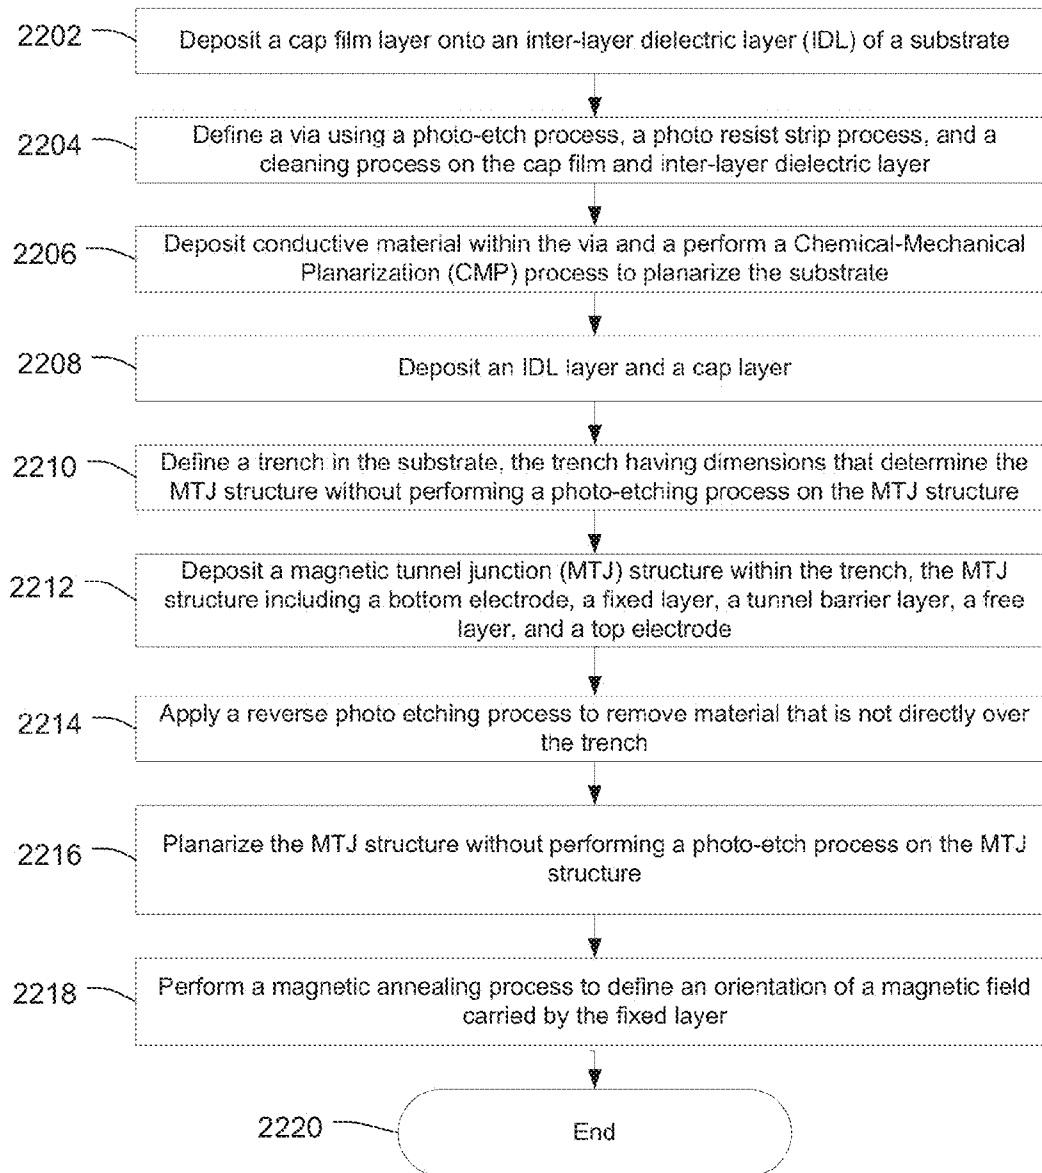 2202
Deposit a cap film layer onto an inter-layer dielectric layer (IDL) of a substrate
2204
Define a via using a photo-etch process, a photo resist strip process, and a
cleaning process on the cap film and inter-layer dielectric layer
2206
Deposit conductive material within the via and a perform a Chemical-Mechanical
Planarization (CMP) process to planarize the substrate
2208
Deposit an IDL layer and a cap layer
2210
Define a trench in the substrate, the trench having dimensions that determine the
MTJ structure without performing a photo-etching process on the MTJ structure
2212
Deposit a magnetic tunnel junction (MTJ) structure within the trench, the MTJ
structure including a bottom electrode, a fixed layer, a tunnel barrier layer, a free
layer, and a top electrode
2214
Apply a reverse photo etching process to remove material that is not directly over
the trench
2216
Planarize the MTJ structure without performing a photo-etch process on the MTJ
structure
2218
Perform a magnetic annealing process to define an orientation of a magnetic field
carried by the fixed layer
2220
End